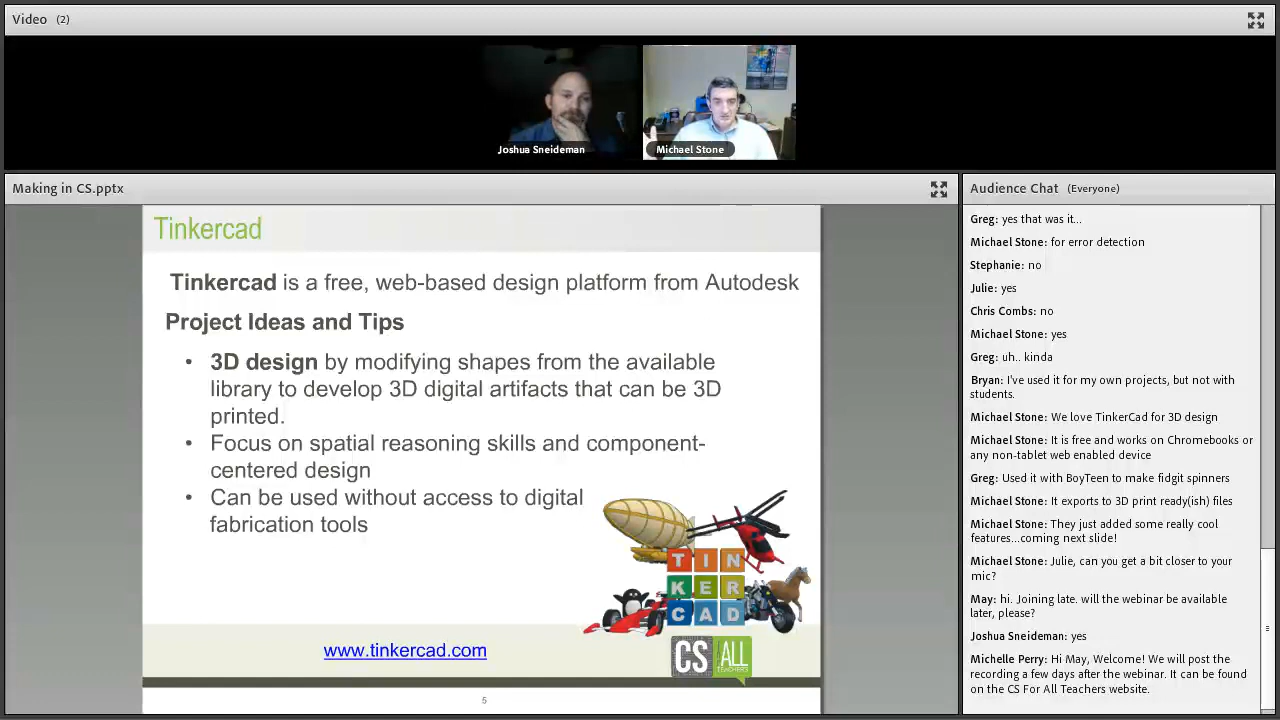 Video (2)
Joshua Sneideman
Michael Stone
Making in CS.pptx
Tinkercad
Tinkercad is a free, web-based design platform from Autodesk
Project Ideas and Tips
• 3D design by modifying shapes from the available
library to develop 3D digital artifacts that can be 3D
printed.
• Focus on spatial reasoning skills and component-
centered design
• Can be used without access to digital
fabrication tools
TIN
KER
CAD
www.tinkercad.com
CS ALL
TEACHERS
5
Audience Chat (Everyone)
Greg: yes that was it...
Michael Stone: for error detection
Stephanie: no
Julie: yes
Chris Combs: no
Michael Stone: yes
Greg: uh.. kinda
Bryan: I've used it for my own projects, but not with
students.
Michael Stone: We love TinkerCad for 3D design
Michael Stone: It is free and works on Chromebooks or
any non-tablet web enabled device
Greg: Used it with BoyTeen to make fidgit spinners
Michael Stone: It exports to 3D print ready(ish) files
Michael Stone: They just added some really cool
features...coming next slide!
Michael Stone: Julie, can you get a bit closer to your
mic?
May: hi. Joining late. will the webinar be available
later, please?
Joshua Sneideman: yes
Michelle Perry: Hi May, Welcome! We will post the
recording a few days after the webinar. It can be found
on the CS For All Teachers website.